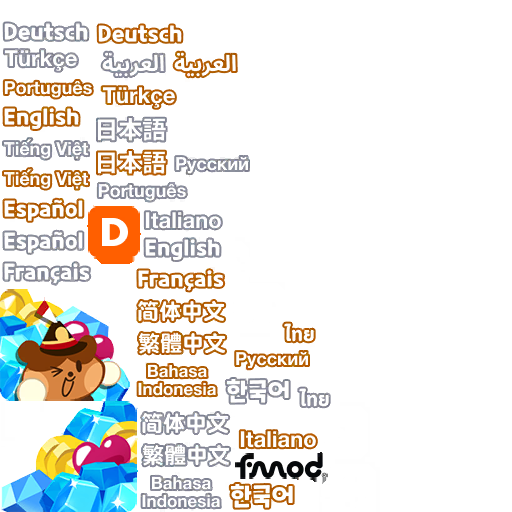 Deutsch Deutsch
Türkçe العربية العربية
Português Türkçe
English 日本語
Tiếng Việt 日本語 Русский
Tiếng Việt Português
Español D Italiano
Español English
Français Français
简体中文
繁體中文 ไทย
Русский
Bahasa
Indonesia 한국어 ไทย
简体中文
繁體中文 Italiano
fmod
Bahasa
Indonesia 한국어